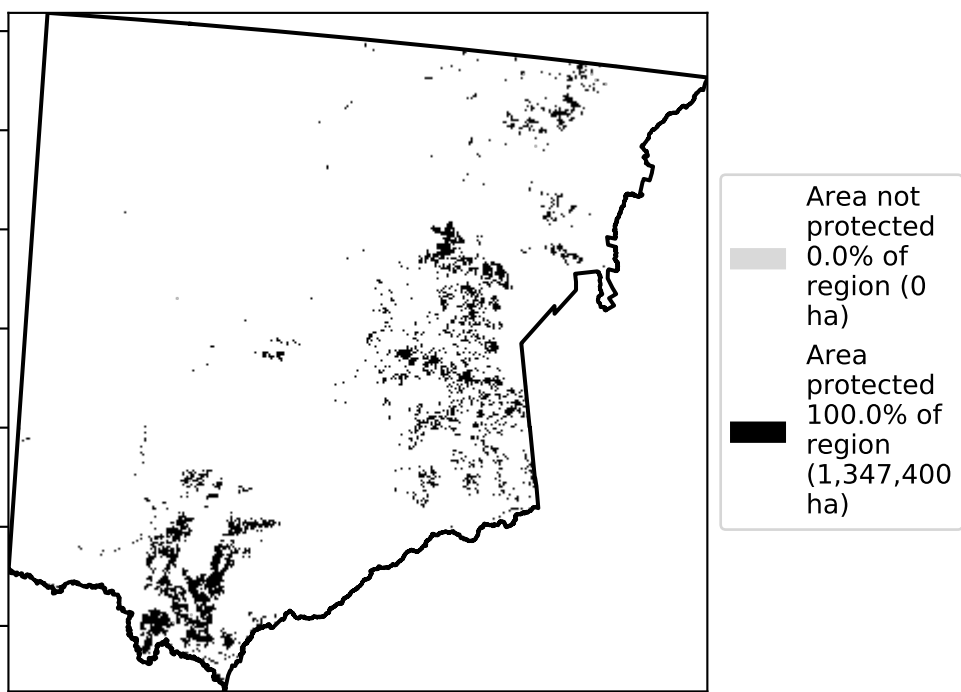 Area not
protected
0.0% of
region (0
ha)
Area
protected
100.0% of
region
(1,347,400
ha)